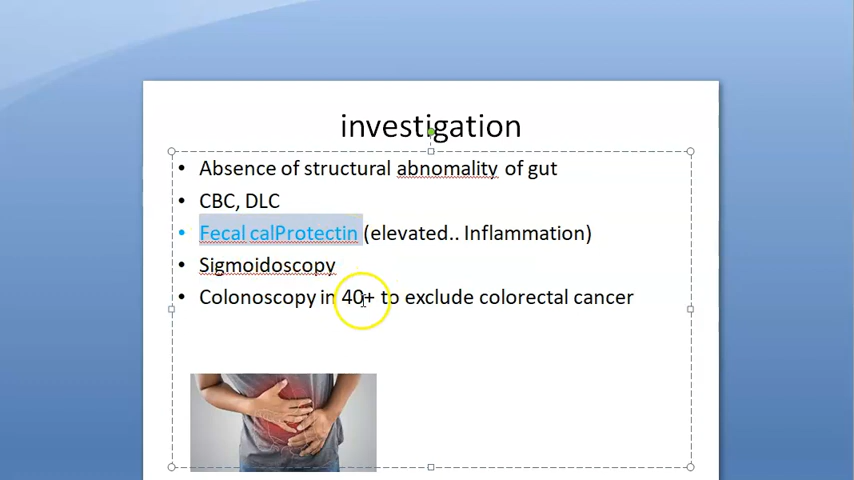 investigation
• Absence of structural abnomality of gut
• CBC, DLC
• Fecal calProtectin (elevated.. Inflammation)
• Sigmoidoscopy
• Colonoscopy in 40+ to exclude colorectal cancer